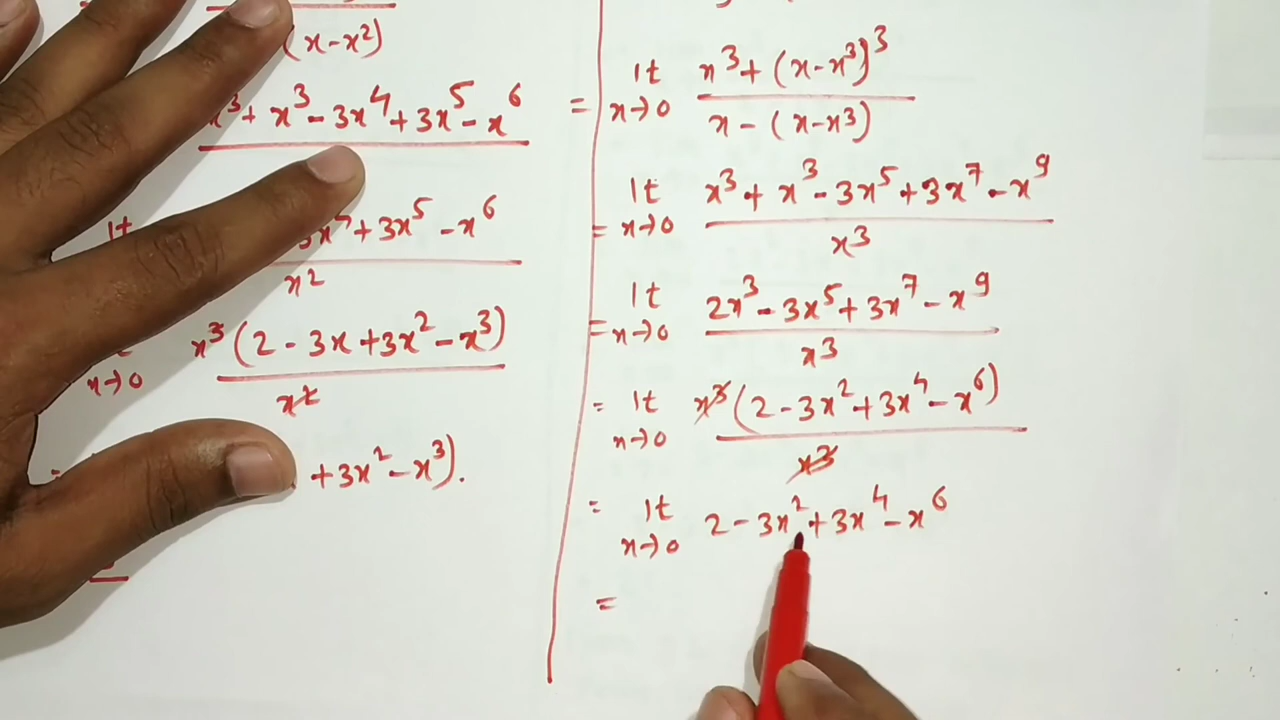 (x-x²)
x³+ x³-3x⁴+3x⁵-x⁶
lt
+3x⁵ -x⁶
x²
x³(2-3x+3x²-x³)
x→0
x²
+3x²-x³).
= lt x→0 x³+(x-x³)³
x-(x-x³)
= lt x→0 x³+x³-3x⁵+3x⁷-x⁹
x³
= lt x→0 2x³-3x⁵+3x⁷-x⁹
x³
= lt x→0 x³(2-3x²+3x⁴-x⁶)
x³
= lt x→0 2-3x²+3x⁴-x⁶
=